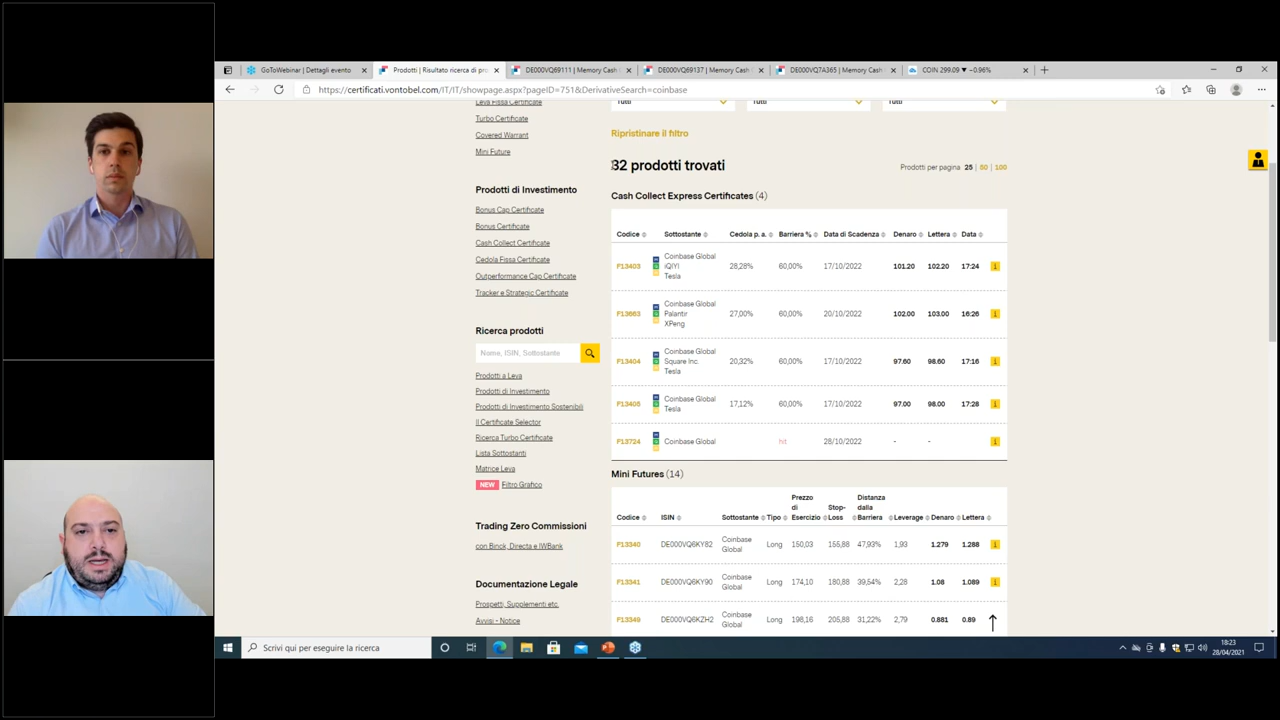 GoToWebinar | Dettagli evento
Prodotti | Risultato ricerca di pro
DE000VQ69111 | Memory Cash
DE000VQ69137 | Memory Cash
DE000VQ7A365 | Memory Cash
COIN 299.09 ▼ −0.96%
https://certificati.vontobel.com/IT/IT/showpage.aspx?pageID=751&DerivativeSearch=coinbase
Leva Fissa Certificate
Turbo Certificate
Covered Warrant
Mini Future
Prodotti di Investimento
Bonus Cap Certificate
Bonus Certificate
Cash Collect Certificate
Cedola Fissa Certificate
Outperformance Cap Certificate
Tracker e Strategic Certificate
Ricerca prodotti
Nome, ISIN, Sottostante
Prodotti a Leva
Prodotti di Investimento
Prodotti di Investimento Sostenibili
Il Certificate Selector
Ricerca Turbo Certificate
Lista Sottostanti
Matrice Leva
NEW Filtro Grafico
Trading Zero Commissioni
con Binck, Directa e IWBank
Documentazione Legale
Prospetti, Supplementi etc.
Avvisi - Notice
Tutti Tutti Tutti
Ripristinare il filtro
32 prodotti trovati
Prodotti per pagina 25 | 50 | 100
Cash Collect Express Certificates (4)
Codice Sottostante Cedola p. a. Barriera % Data di Scadenza Denaro Lettera Data
F13403 Coinbase Global iQIYI Tesla 28,28% 60,00% 17/10/2022 101.20 102.20 17:24
F13663 Coinbase Global Palantir XPeng 27,00% 60,00% 20/10/2022 102.00 103.00 16:26
F13404 Coinbase Global Square Inc. Tesla 20,32% 60,00% 17/10/2022 97.60 98.60 17:16
F13405 Coinbase Global Tesla 17,12% 60,00% 17/10/2022 97.00 98.00 17:28
F13724 Coinbase Global hit 28/10/2022 - -
Mini Futures (14)
Codice ISIN Sottostante Tipo Prezzo di Esercizio Stop-Loss Distanza dalla Barriera Leverage Denaro Lettera
F13340 DE000VQ6KY82 Coinbase Global Long 150,03 155,88 47,93% 1,93 1.279 1.288
F13341 DE000VQ6KY90 Coinbase Global Long 174,10 180,88 39,54% 2,28 1.08 1.089
F13349 DE000VQ6KZH2 Coinbase Global Long 198,16 205,88 31,22% 2,79 0.881 0.89
Scrivi qui per eseguire la ricerca
18:23
28/04/2021